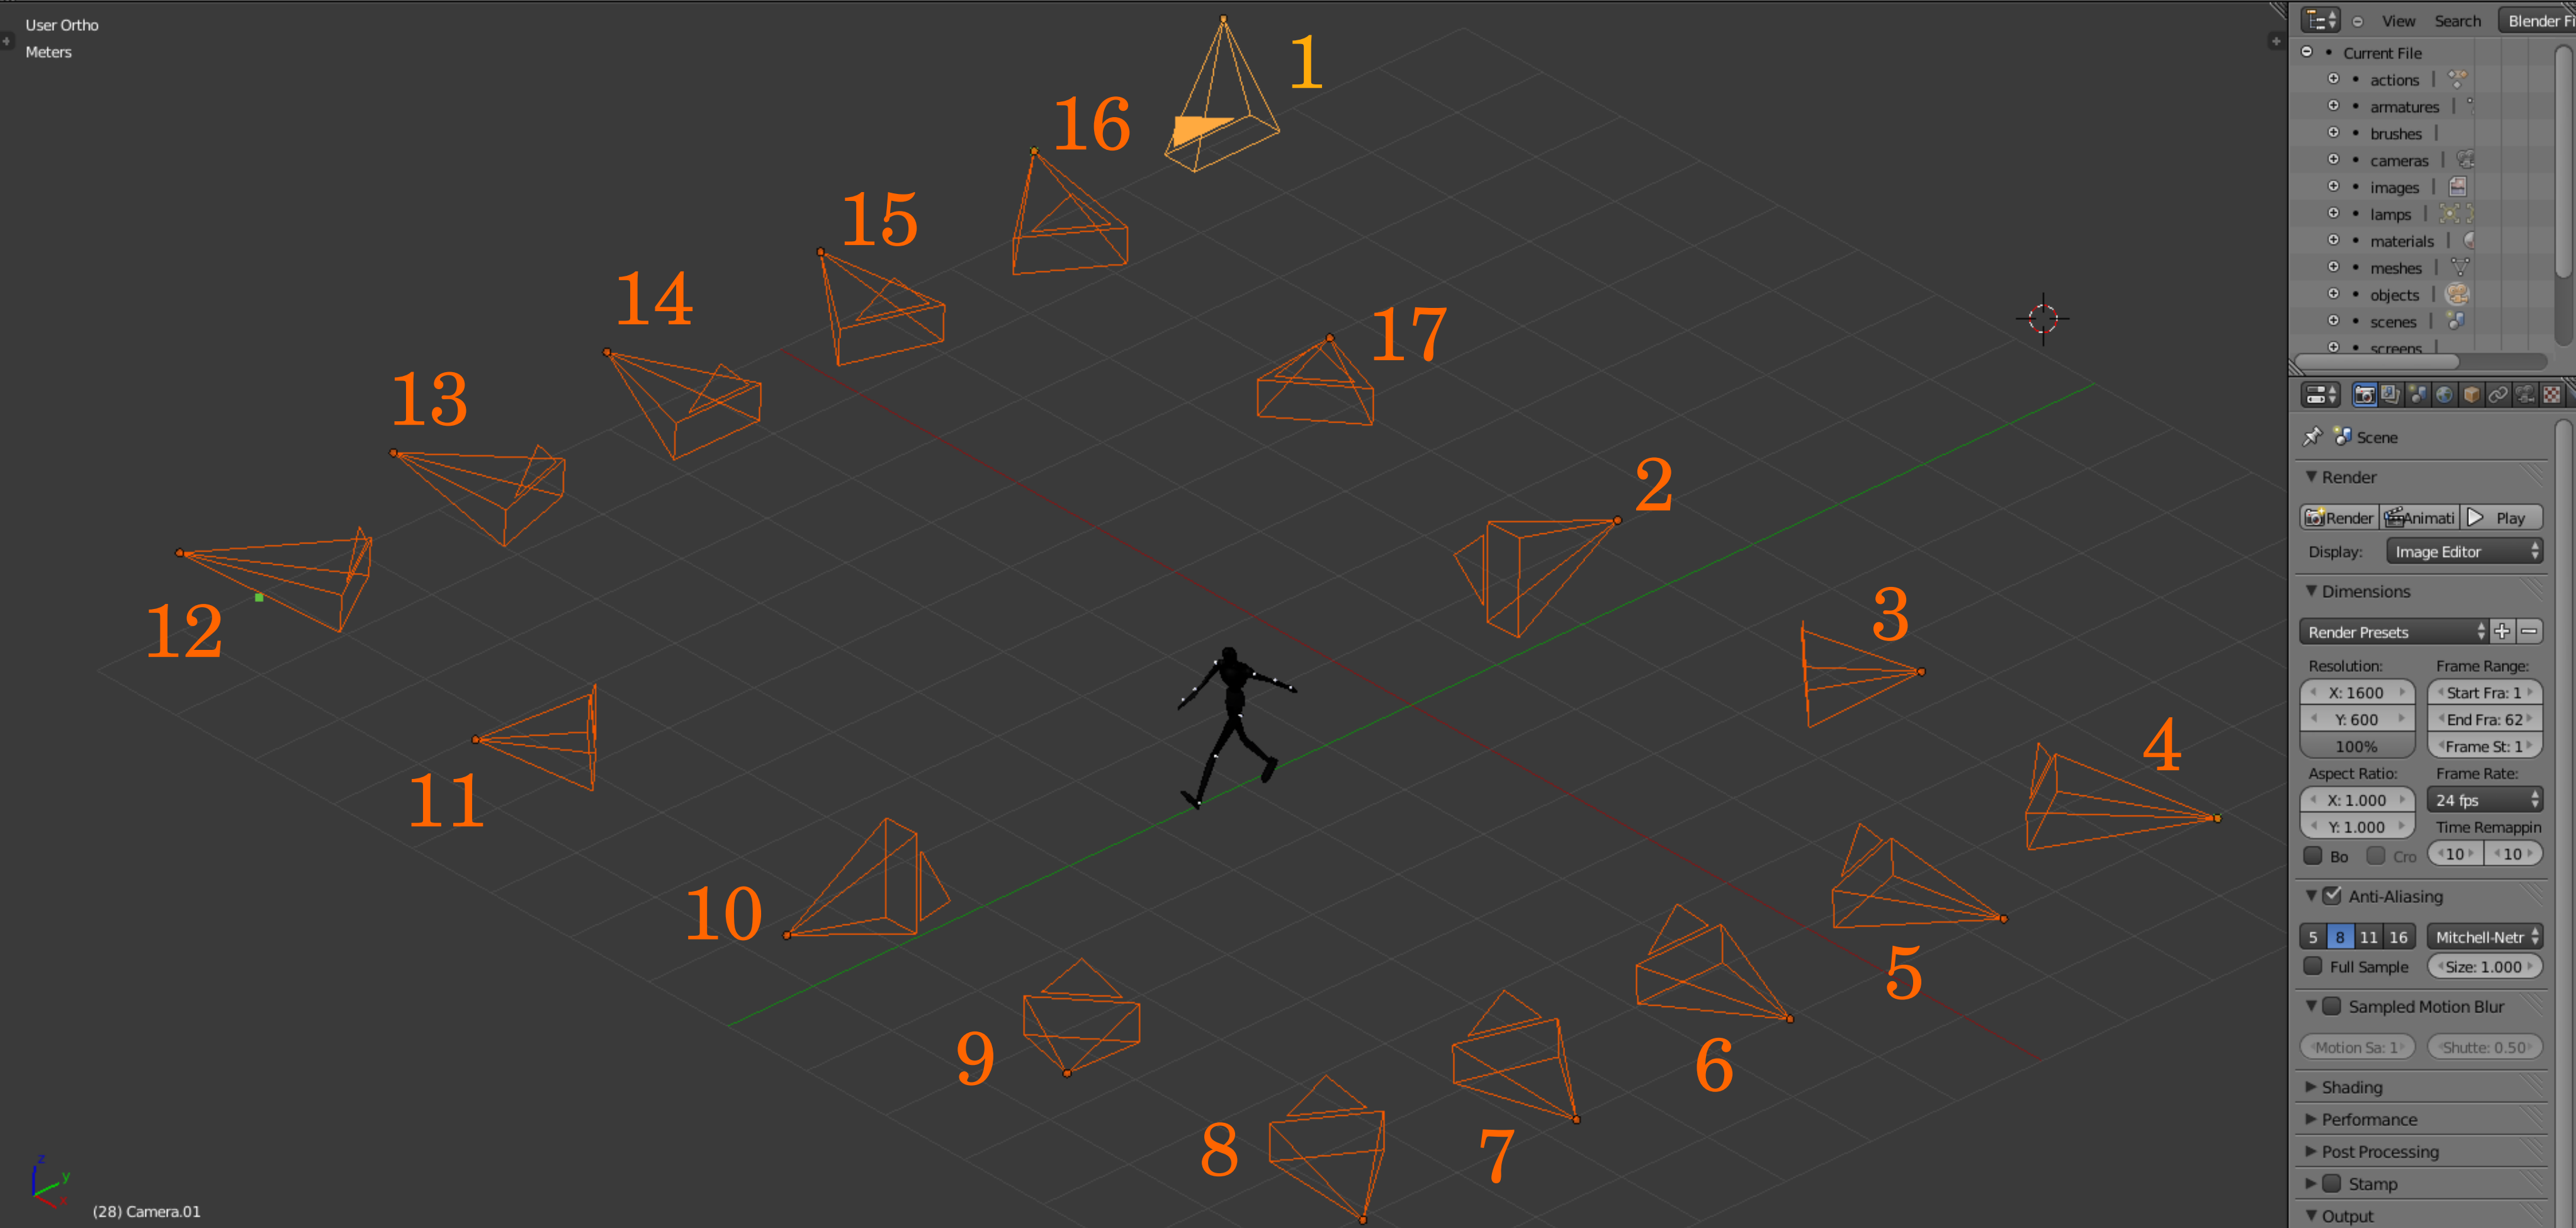 User Ortho
Meters
1
16
15
14
17
13
2
3
12
4
11
10
5
9
6
8
7
(28) Camera.01
z
y
x
View Search Blender Fi
Current File
actions
armatures
brushes
cameras
images
lamps
materials
meshes
objects
scenes
screens
Scene
Render
Render Animati Play
Display: Image Editor
Dimensions
Render Presets
Resolution: Frame Range:
X: 1600 Start Fra: 1
Y: 600 End Fra: 62
100% Frame St: 1
Aspect Ratio: Frame Rate:
X: 1.000 24 fps
Y: 1.000 Time Remappin
Bo Cro 10 10
Anti-Aliasing
5 8 11 16 Mitchell-Netr
Full Sample Size: 1.000
Sampled Motion Blur
Motion Sa: 1 Shutte: 0.50
Shading
Performance
Post Processing
Stamp
Output